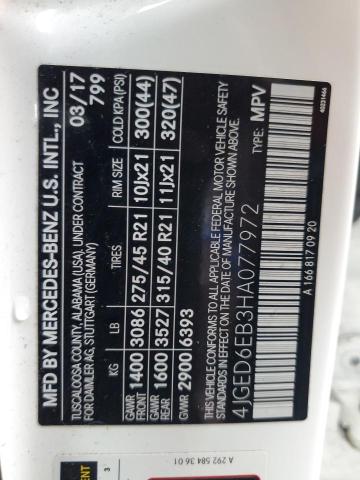 MFD BY MERCEDES-BENZ U.S. INTL., INC
TUSCALOOSA COUNTY, ALABAMA (USA), UNDER CONTRACT 03/17
FOR DAIMLER AG, STUTTGART (GERMANY) 799
KG LB TIRES RIM SIZE COLD KPA (PSI)
GAWR FRT 1400 3086 275/45 R21 10Jx21 300(44)
GAWR REAR 1600 3527 315/40 R21 11Jx21 320(47)
GVWR 2900 6393
THIS VEHICLE CONFORMS TO ALL APPLICABLE FEDERAL MOTOR VEHICLE SAFETY
STANDARDS IN EFFECT ON THE DATE OF MANUFACTURE SHOWN ABOVE.
4JGED6EB3HA077972 TYPE: MPV
A 166 817 09 20
40231466
A 292 584 36 01
3